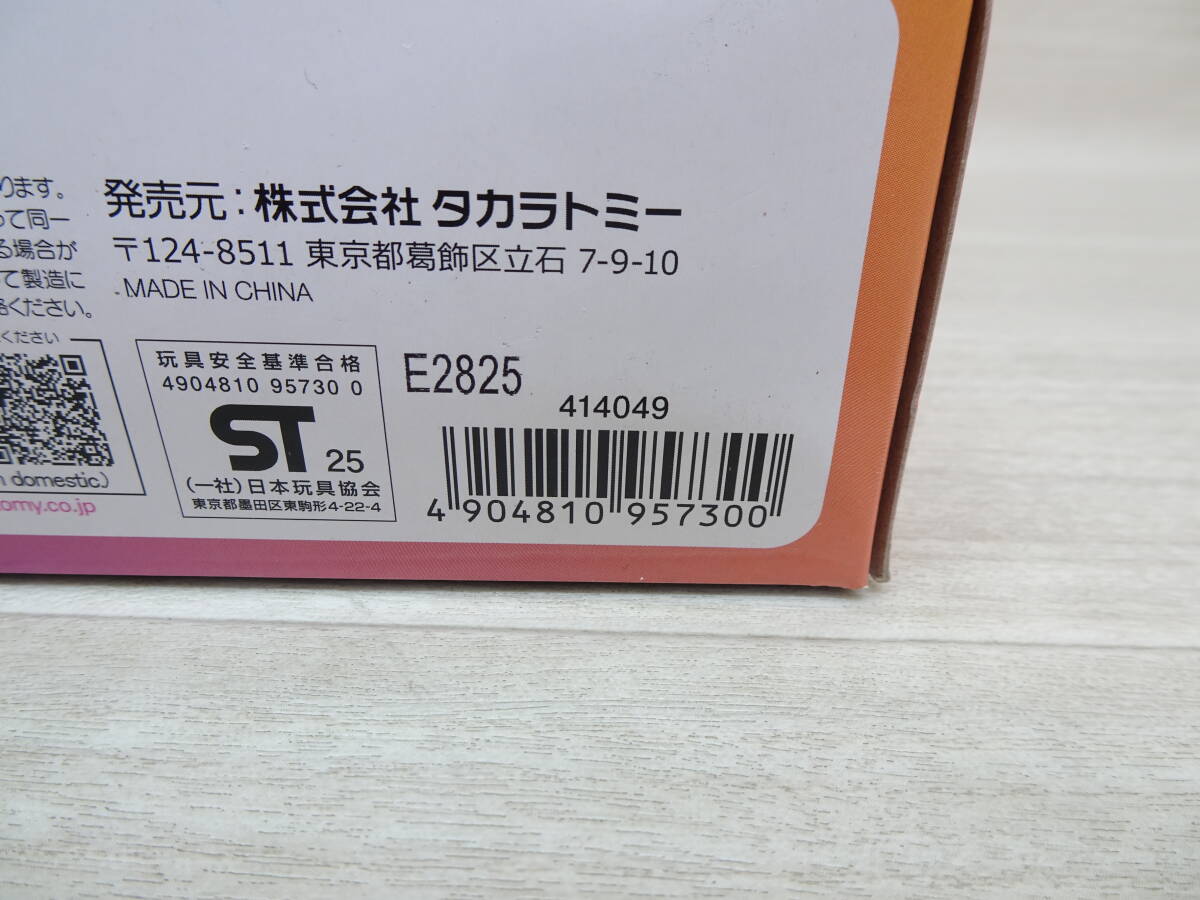 ります。
って同一
る場合が
て製造に
ください。
ください
domestic)
omy.co.jp
発売元：株式会社 タカラトミー
〒124-8511 東京都葛飾区立石 7-9-10
MADE IN CHINA
玩具安全基準合格
4904810 95730 0
ST 25
(一社)日本玩具協会
東京都墨田区東駒形4-22-4
E2825
414049
4 904810 957300